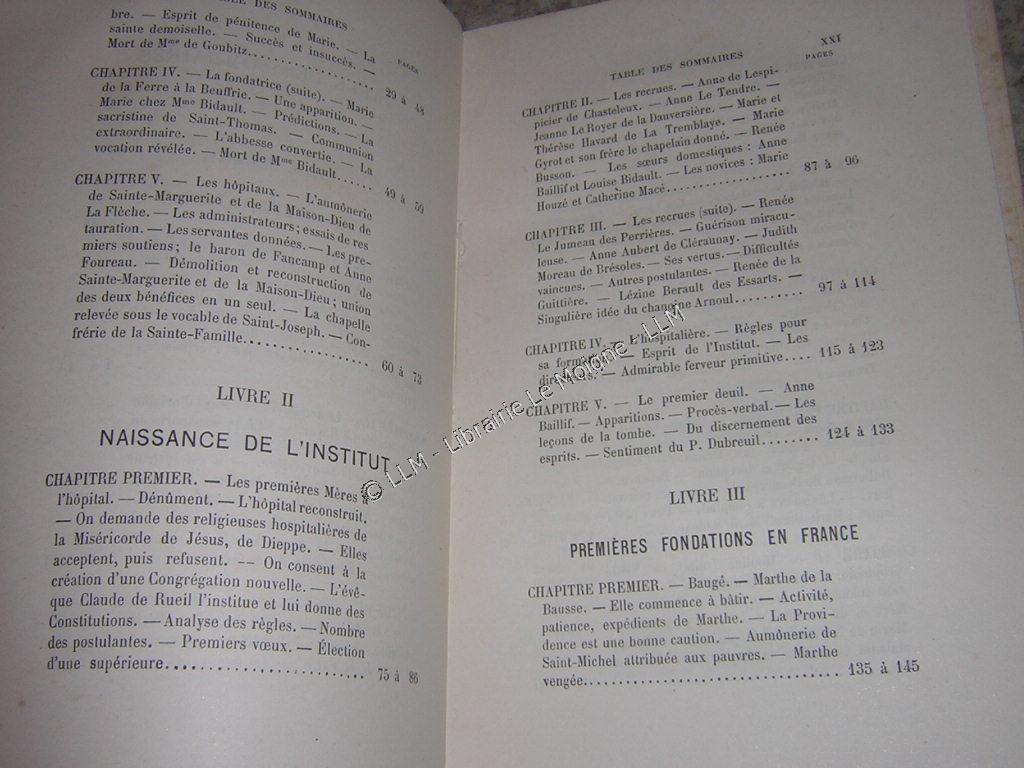 TABLE DES SOMMAIRES
PAGES
bre. — Esprit de pénitence de Marie. — La
sainte demoiselle. — Succès et insuccès. —
Mort de Mme de Goubitz.................... 29 à 48
CHAPITRE IV. — La fondatrice (suite). — Marie
de la Ferre à la Beuffrie. — Une apparition. —
Marie chez Mme Bidault. — Prédictions. — La
sacristine de Saint-Thomas. — Communion
extraordinaire. — L'abbesse convertie. — La
vocation révélée. — Mort de Mme Bidault...... 49 à 59
CHAPITRE V. — Les hôpitaux. — L'aumônerie
de Sainte-Marguerite et de la Maison-Dieu de
La Flèche. — Les administrateurs; essais de res
tauration. — Les servantes données. — Les pre-
miers soutiens; le baron de Fancamp et Anne
Foureau. — Démolition et reconstruction de
Sainte-Marguerite et de la Maison-Dieu; union
des deux bénéfices en un seul. — La chapelle
relevée sous le vocable de Saint-Joseph. — Con-
frérie de la Sainte-Famille.................... 60 à 73
LIVRE II
NAISSANCE DE L'INSTITUT
CHAPITRE PREMIER. — Les premières Mères à
l'hôpital. — Dénûment. — L'hôpital reconstruit.
— On demande des religieuses hospitalières de
la Miséricorde de Jésus, de Dieppe. — Elles
acceptent, puis refusent. -- On consent à la
création d'une Congrégation nouvelle. — L'évê-
que Claude de Rueil l'institue et lui donne des
Constitutions. — Analyse des règles. — Nombre
des postulantes. — Premiers vœux. — Élection
d'une supérieure.............................. 75 à 86
TABLE DES SOMMAIRES XXI
PAGES
CHAPITRE II. — Les recrues. — Anne de Lespi-
picier de Chasteleux. — Anne Le Tendre. —
Jeanne Le Royer de la Dauversière. — Marie et
Thérèse Havard de La Tremblaye. — Marie
Gyrot et son frère le chapelain donné. — Renée
Busson. — Les sœurs domestiques : Anne
Baillif et Louise Bidault. — Les novices : Marie
Houzé et Catherine Macé.................. 87 à 96
CHAPITRE III. — Les recrues (suite). — Renée
Le Jumeau des Perrières. — Guérison miracu-
leuse. — Anne Aubert de Cléraunay. — Judith
Moreau de Brésoles. — Ses vertus. — Difficultés
vaincues. — Autres postulantes. — Renée de la
Guittière. — Lézine Berault des Essarts. —
Singulière idée du chanoine Arnoul.......... 97 à 114
CHAPITRE IV. — L'hospitalière. — Règles pour
sa — Esprit de l'Institut. — Les
— Admirable ferveur primitive.... 115 à 123
CHAPITRE V. — Le premier deuil. — Anne
Baillif. — Apparitions. — Procès-verbal. — Les
leçons de la tombe. — Du discernement des
esprits. — Sentiment du P. Dubreuil........ 124 à 133
LIVRE III
PREMIÈRES FONDATIONS EN FRANCE
CHAPITRE PREMIER. — Baugé. — Marthe de la
Bausse. — Elle commence à bâtir. — Activité,
patience, expédients de Marthe. — La Provi
dence est une bonne caution. — Aumônerie de
Saint-Michel attribuée aux pauvres. — Marthe
vengée................................. 135 à 145
© LLM - Librairie Le Moine - LLM